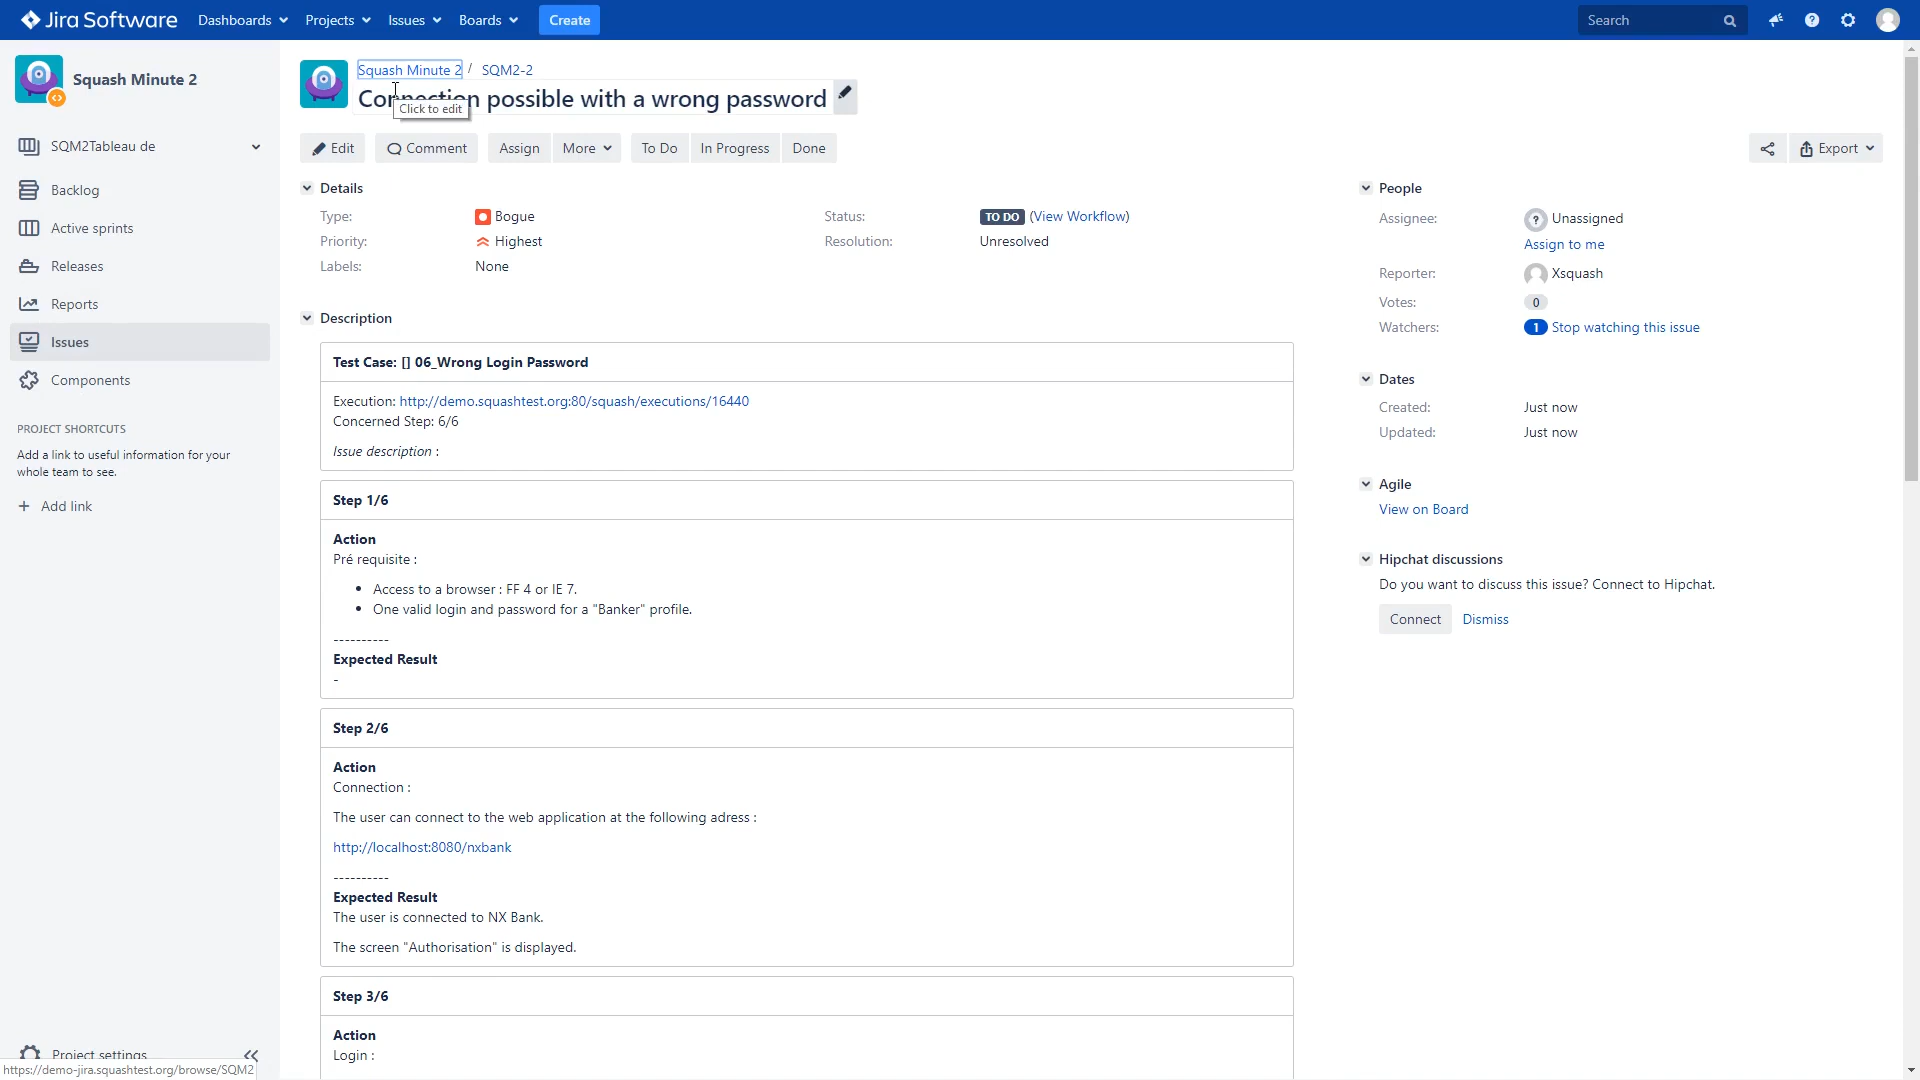 Jira Software Dashboards Projects Issues Boards Create Search
Squash Minute 2
SQM2Tableau de
Backlog
Active sprints
Releases
Reports
Issues
Components
PROJECT SHORTCUTS
Add a link to useful information for your
whole team to see.
+ Add link
Project settings
https://demo-jira.squashtest.org/browse/SQM2
Squash Minute 2 / SQM2-2
Connection possible with a wrong password
Click to edit
Edit Comment Assign More To Do In Progress Done
Export
Details
Type: Bogue
Status: TO DO (View Workflow)
Priority: Highest
Resolution: Unresolved
Labels: None
Description
Test Case: [] 06_Wrong Login Password
Execution: http://demo.squashtest.org:80/squash/executions/16440
Concerned Step: 6/6
Issue description :
Step 1/6
Action
Pré requisite :
• Access to a browser : FF 4 or IE 7.
• One valid login and password for a "Banker" profile.
----------
Expected Result
-
Step 2/6
Action
Connection :
The user can connect to the web application at the following adress :
http://localhost:8080/nxbank
----------
Expected Result
The user is connected to NX Bank.
The screen "Authorisation" is displayed.
Step 3/6
Action
Login :
People
Assignee: ? Unassigned
Assign to me
Reporter: Xsquash
Votes: 0
Watchers: 1 Stop watching this issue
Dates
Created: Just now
Updated: Just now
Agile
View on Board
Hipchat discussions
Do you want to discuss this issue? Connect to Hipchat.
Connect Dismiss